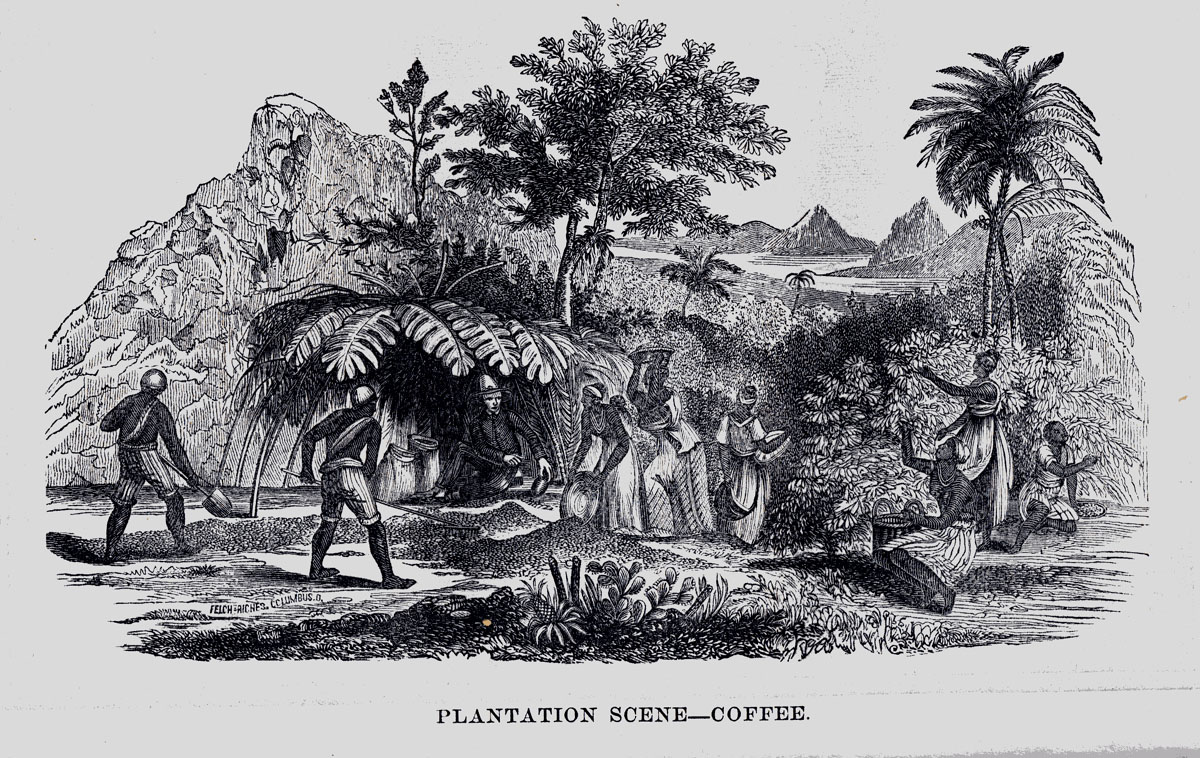 FELCH-RICHES. COLUMBUS.O.
PLANTATION SCENE—COFFEE.